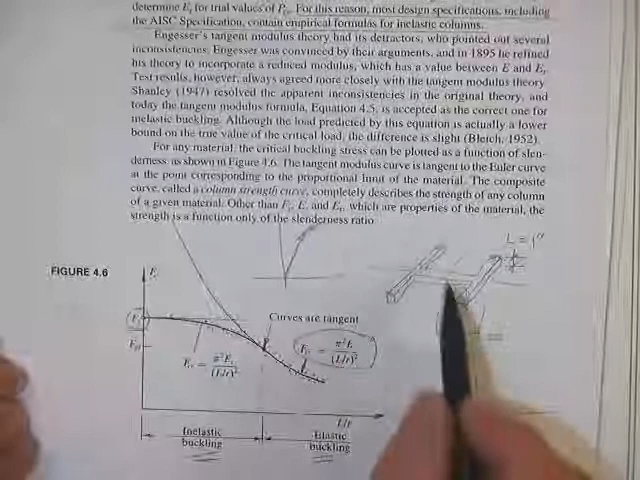 determine Et for trial values of Pcr. For this reason, most design specifications, including
the AISC Specification, contain empirical formulas for inelastic columns.
Engesser's tangent modulus theory had its detractors, who pointed out several
inconsistencies. Engesser was convinced by their arguments, and in 1895 he refined
his theory to incorporate a reduced modulus, which has a value between E and Et.
Test results, however, always agreed more closely with the tangent modulus theory.
Shanley (1947) resolved the apparent inconsistencies in the original theory, and
today the tangent modulus formula, Equation 4.5, is accepted as the correct one for
inelastic buckling. Although the load predicted by this equation is actually a lower
bound on the true value of the critical load, the difference is slight (Bleich, 1952).
For any material, the critical buckling stress can be plotted as a function of slen-
derness, as shown in Figure 4.6. The tangent modulus curve is tangent to the Euler curve
at the point corresponding to the proportional limit of the material. The composite
curve, called a column strength curve, completely describes the strength of any column
of a given material. Other than Fy, E, and Et, which are properties of the material, the
strength is a function only of the slenderness ratio.
L = 1"
FIGURE 4.6
Curves are tangent
L/r
Inelastic
buckling
Elastic
buckling